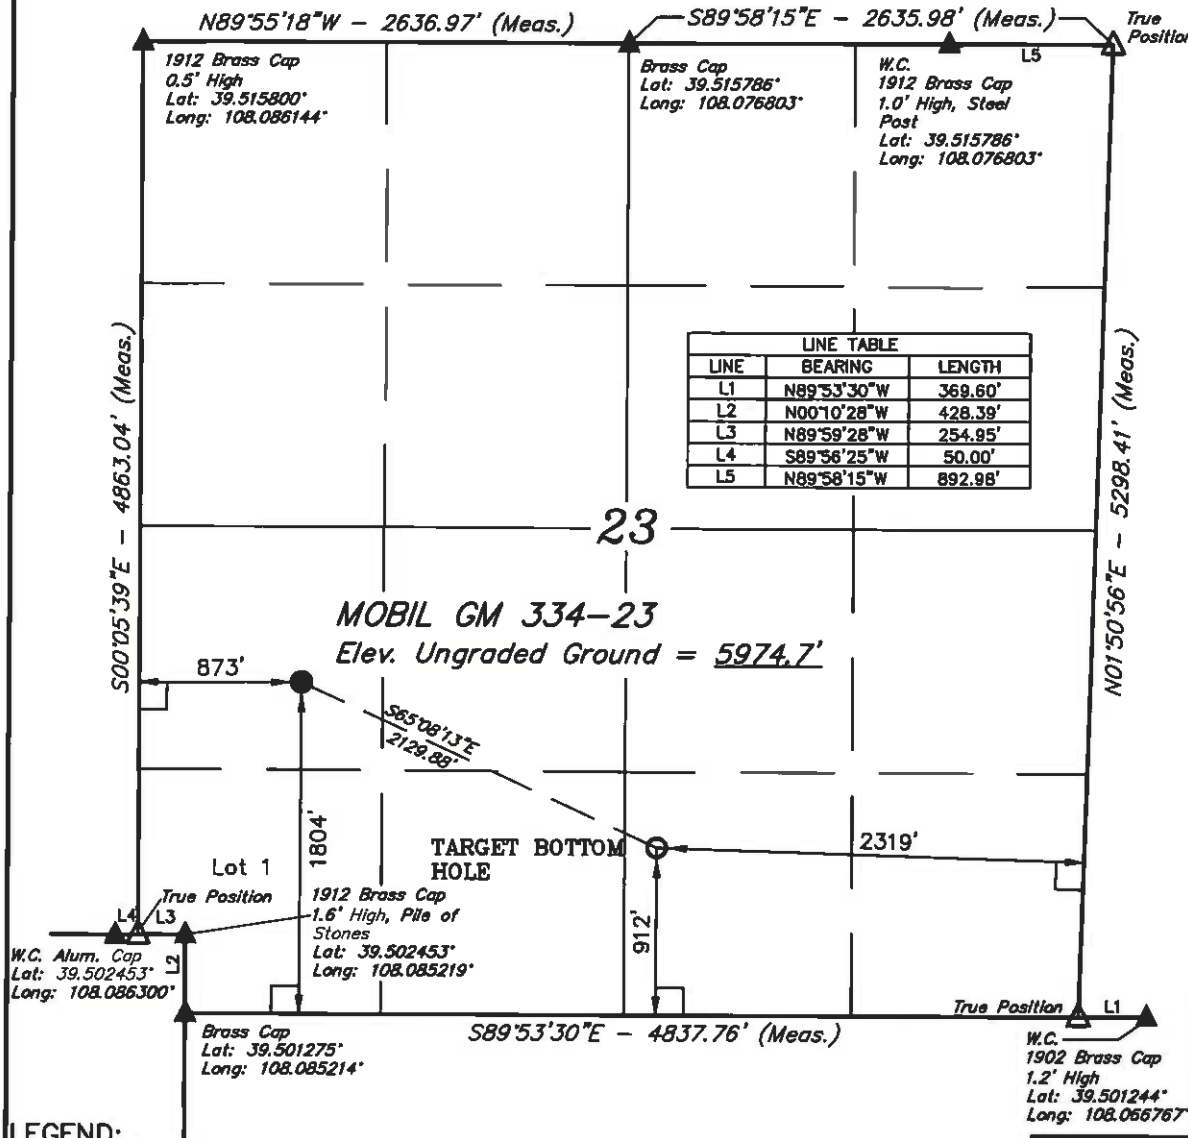 N89°55'18"W - 2636.97' (Meas.)
S89°58'15"E - 2635.98' (Meas.)
True
Position
1912 Brass Cap
0.5' High
Lat: 39.515800°
Long: 108.086144°
Brass Cap
Lat: 39.515786°
Long: 108.076803°
W.C.
1912 Brass Cap
1.0' High, Steel
Post
Lat: 39.515786°
Long: 108.076803°
L5
S00°05'39"E - 4863.04' (Meas.)
LINE TABLE
LINE BEARING LENGTH
L1 N89°53'30"W 369.60'
L2 N00°10'28"W 428.39'
L3 N89°59'28"W 254.95'
L4 S89°56'25"W 50.00'
L5 N89°58'15"W 892.98'
N01°50'56"E - 5298.41' (Meas.)
23
MOBIL GM 334-23
Elev. Ungraded Ground = 5974.7'
873'
S65°08'13"E
2129.88'
1804'
TARGET BOTTOM
HOLE
2319'
912'
Lot 1
True Position
L4 L3
1912 Brass Cap
1.6' High, Pile of
Stones
Lat: 39.502453°
Long: 108.085219°
W.C. Alum. Cap
Lat: 39.502453°
Long: 108.086300°
L2
Brass Cap
Lat: 39.501275°
Long: 108.085214°
S89°53'30"E - 4837.76' (Meas.)
True Position
L1
W.C.
1902 Brass Cap
1.2' High
Lat: 39.501244°
Long: 108.066767°
LEGEND: